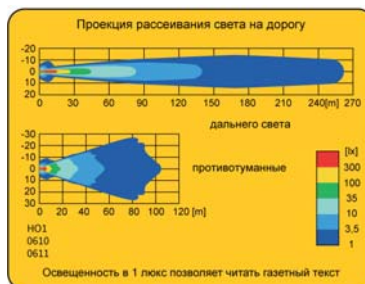 Проекция рассеивания света на дорогу
-20
-10
0
10
20
0 30 60 90 120 150 180 210 240[m] 270
дальнего света
-30
-20
-10
0
10
20
30
0 20 40 60 80 100 120 [m]
противотуманные
[lx]
300
100
35
10
3,5
1
HO1
0610
0611
Освещенность в 1 люкс позволяет читать газетный текст